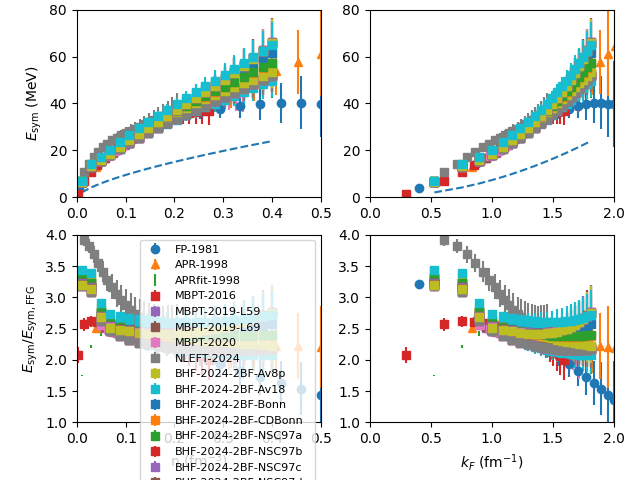 80
60
40
20
0
E_sym (MeV)
0.0 0.1 0.2 0.3 0.4 0.5
80
60
40
20
0
0.0 0.5 1.0 1.5 2.0
4.0
3.5
3.0
2.5
2.0
1.5
1.0
E_sym/E_sym,FFG
0.0 0.1
0.5
FP-1981
APR-1998
APRfit-1998
MBPT-2016
MBPT-2019-L59
MBPT-2019-L69
MBPT-2020
NLEFT-2024
BHF-2024-2BF-Av8p
BHF-2024-2BF-Av18
BHF-2024-2BF-Bonn
BHF-2024-2BF-CDBonn
BHF-2024-2BF-NSC97a
BHF-2024-2BF-NSC97b
BHF-2024-2BF-NSC97c
BHF-2024-2BF-NSC97d
4.0
3.5
3.0
2.5
2.0
1.5
1.0
0.0 0.5 1.0 1.5 2.0
k_F (fm⁻¹)